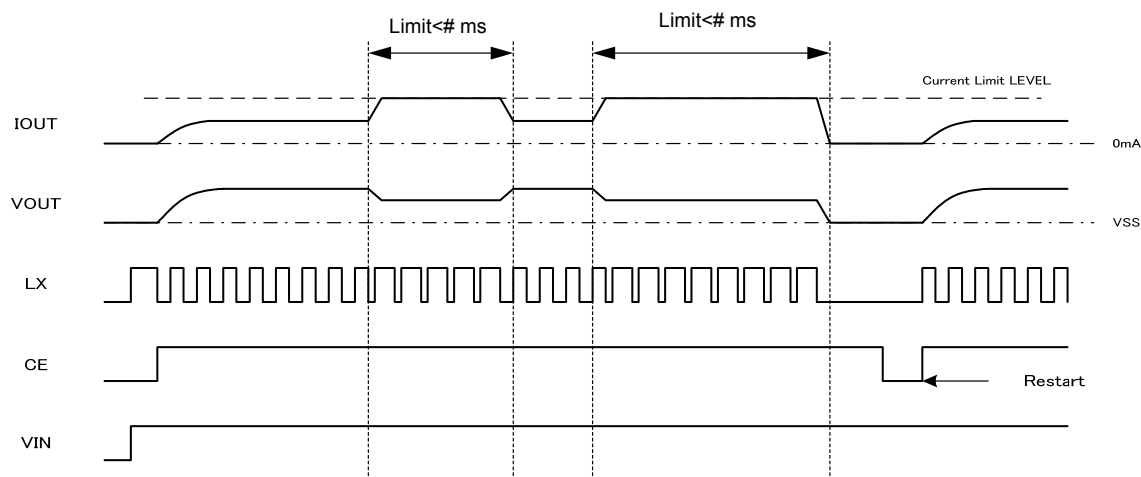 Limit<# ms
Limit<# ms
Current Limit LEVEL
IOUT
0mA
VOUT
VSS
LX
CE
Restart
VIN